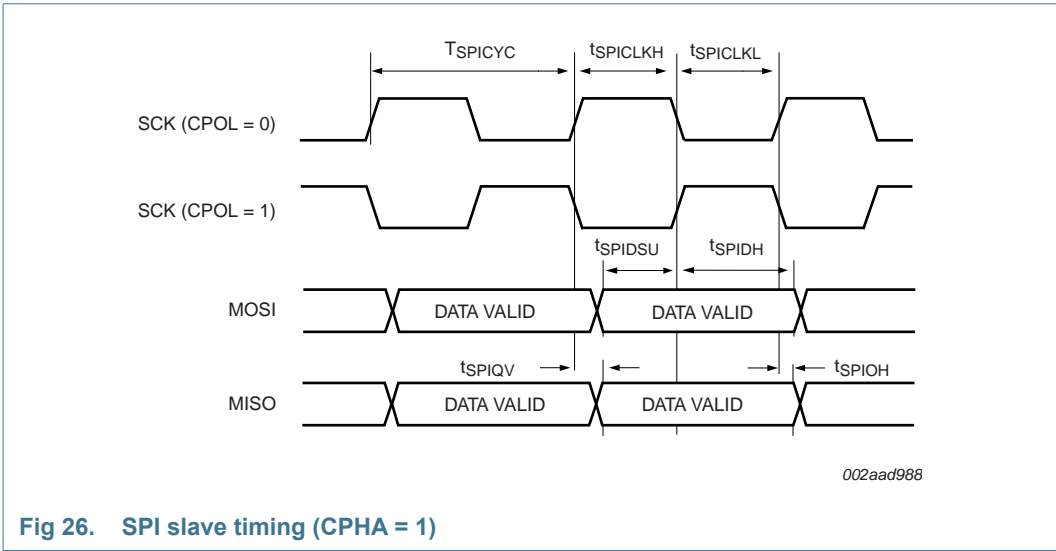 TSPICYC tSPICLKH tSPICLKL
SCK (CPOL = 0)
SCK (CPOL = 1)
tSPIDSU tSPIDH
MOSI DATA VALID DATA VALID
tSPIQV tSPIOH
MISO DATA VALID DATA VALID
002aad988
Fig 26. SPI slave timing (CPHA = 1)